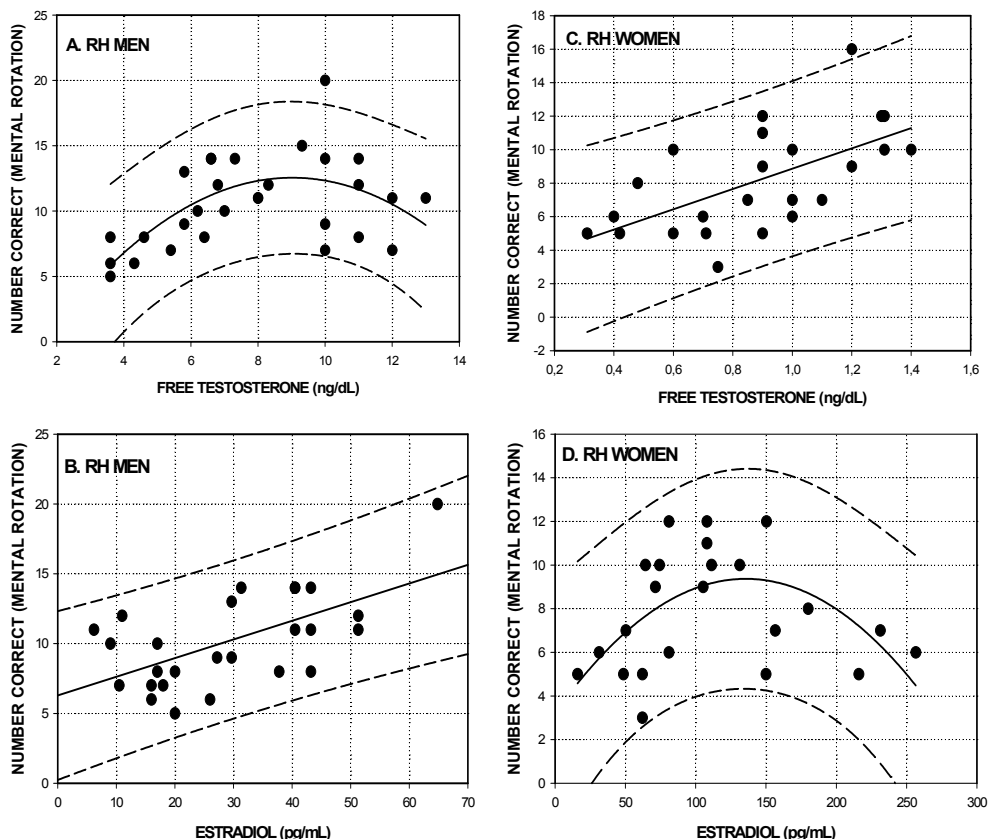 A. RH MEN
NUMBER CORRECT (MENTAL ROTATION)
25
20
15
10
5
0
2 4 6 8 10 12 14
FREE TESTOSTERONE (ng/dL)
C. RH WOMEN
NUMBER CORRECT (MENTAL ROTATION)
18
16
14
12
10
8
6
4
2
0
-2
0,2 0,4 0,6 0,8 1,0 1,2 1,4 1,6
FREE TESTOSTERONE (ng/dL)
B. RH MEN
NUMBER CORRECT (MENTAL ROTATION)
25
20
15
10
5
0
0 10 20 30 40 50 60 70
ESTRADIOL (pg/mL)
D. RH WOMEN
NUMBER CORRECT (MENTAL ROTATION)
16
14
12
10
8
6
4
2
0
0 50 100 150 200 250 300
ESTRADIOL (pg/mL)